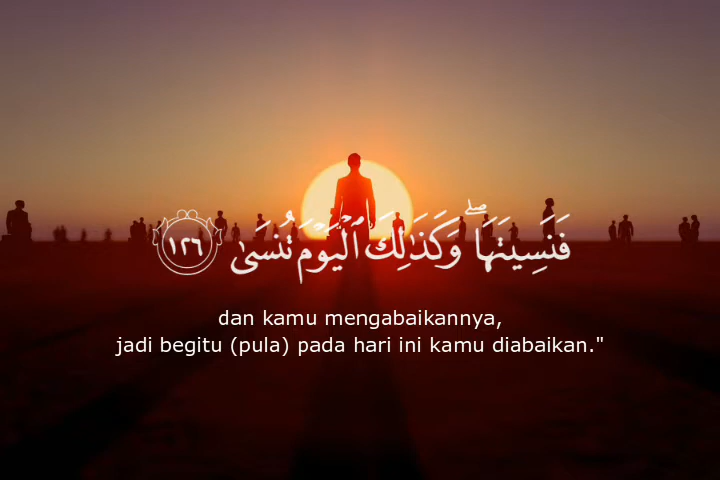 فَنَسِيتَهَا ۖ وَكَذَٰلِكَ ٱلْيَوْمَ تُنسَىٰ ١٢٦
dan kamu mengabaikannya,
jadi begitu (pula) pada hari ini kamu diabaikan."